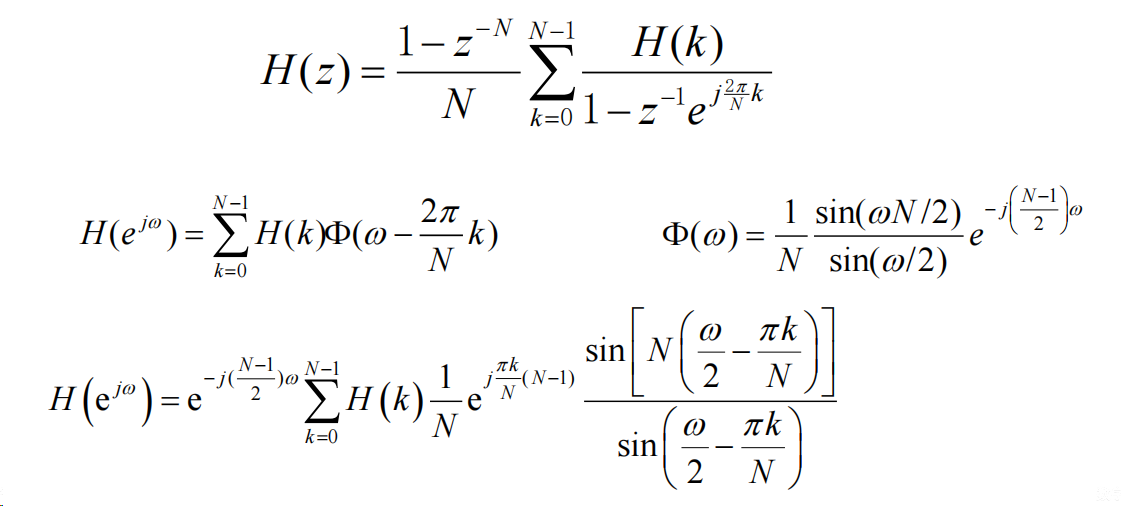 H(z) = \frac{1-z^{-N}}{N} \sum_{k=0}^{N-1} \frac{H(k)}{1-z^{-1}e^{j\frac{2\pi}{N}k}}
H(e^{j\omega}) = \sum_{k=0}^{N-1} H(k)\Phi(\omega - \frac{2\pi}{N}k)
\Phi(\omega) = \frac{1}{N} \frac{\sin(\omega N/2)}{\sin(\omega/2)} e^{-j\left(\frac{N-1}{2}\right)\omega}
H\left(e^{j\omega}\right) = e^{-j(\frac{N-1}{2})\omega} \sum_{k=0}^{N-1} H(k) \frac{1}{N} e^{j\frac{\pi k}{N}(N-1)} \frac{\sin\left[N\left(\frac{\omega}{2} - \frac{\pi k}{N}\right)\right]}{\sin\left(\frac{\omega}{2} - \frac{\pi k}{N}\right)}